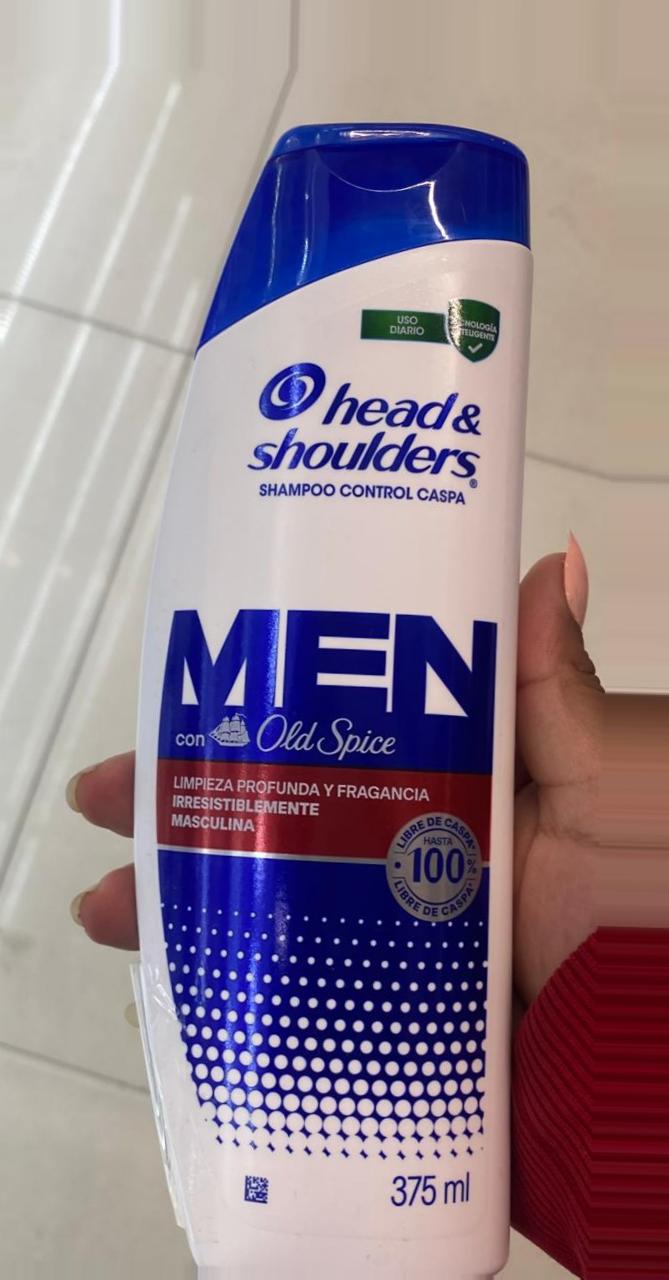 USO
DIARIO
head &
shoulders®
SHAMPOO CONTROL CASPA
MEN
con Old Spice
LIMPIEZA PROFUNDA Y FRAGANCIA
IRRESISTIBLEMENTE
MASCULINA
LIBRE DE CASPA*
HASTA
100%
LIBRE DE CASPA*
375 ml